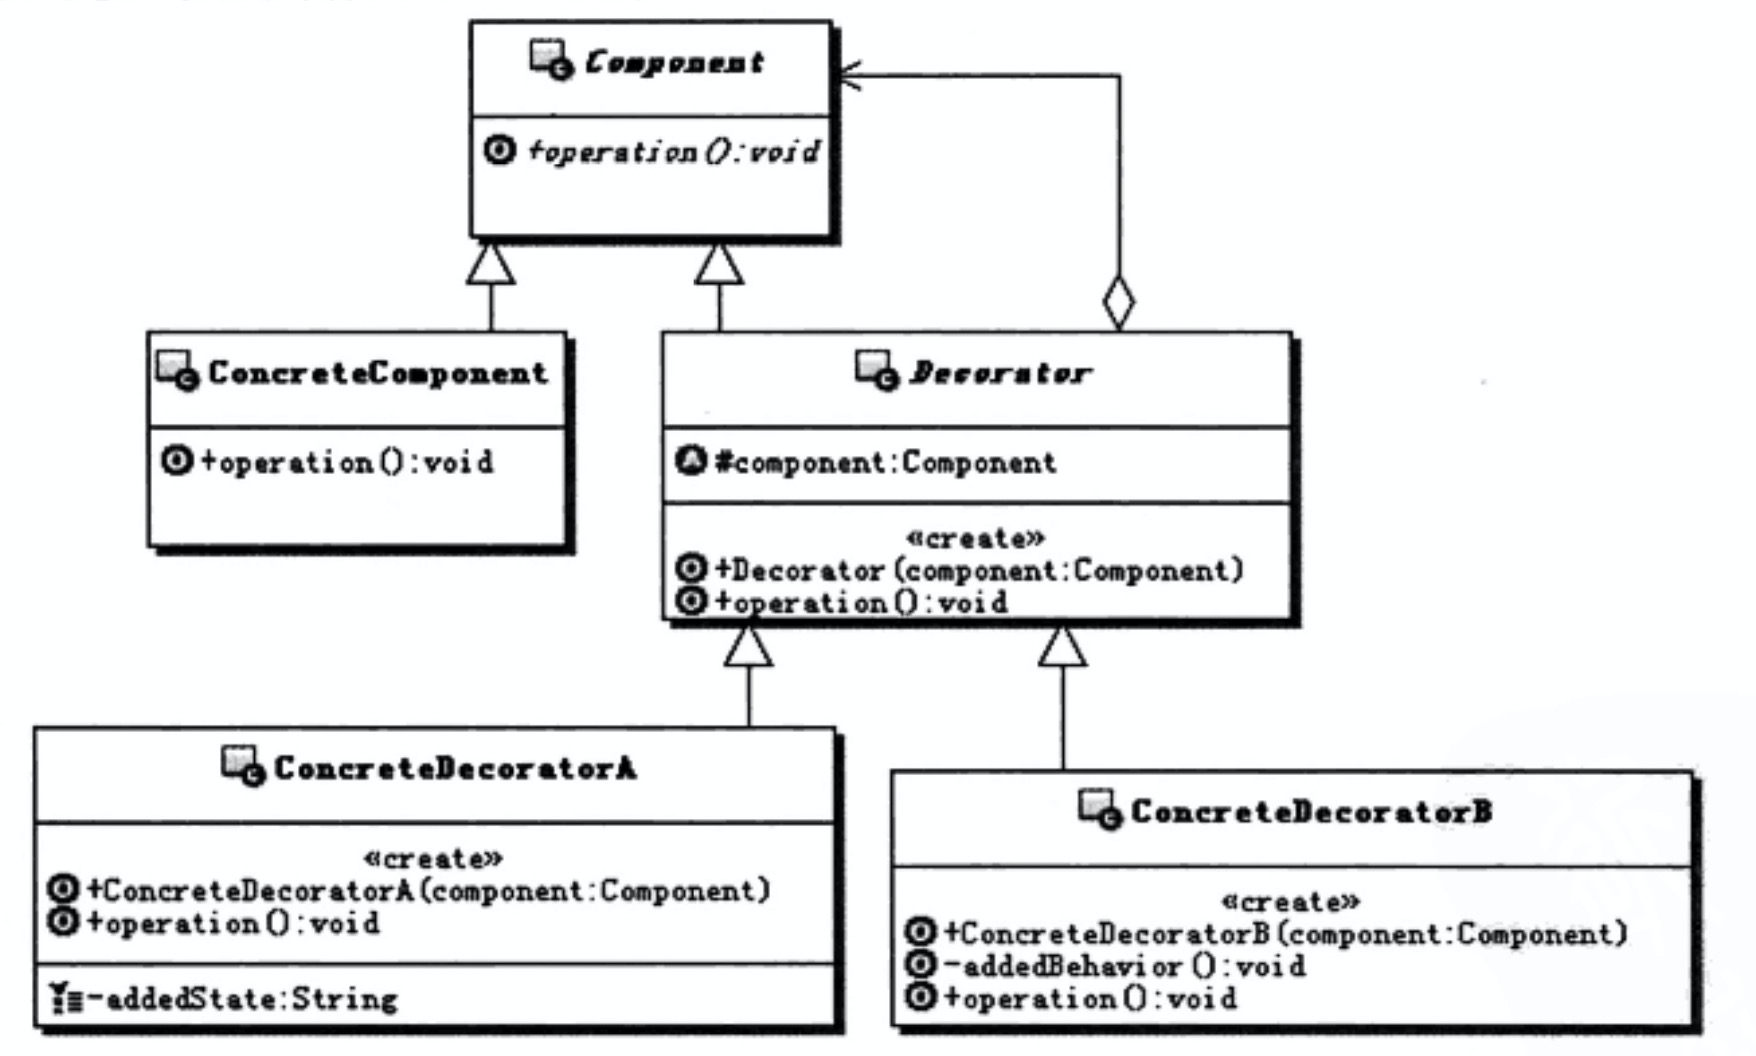 Component
+operation():void
ConcreteComponent
+operation():void
Decorator
#component:Component
«create»
+Decorator(component:Component)
+operation():void
ConcreteDecoratorA
«create»
+ConcreteDecoratorA(component:Component)
+operation():void
-addedState:String
ConcreteDecoratorB
«create»
+ConcreteDecoratorB(component:Component)
-addedBehavior():void
+operation():void